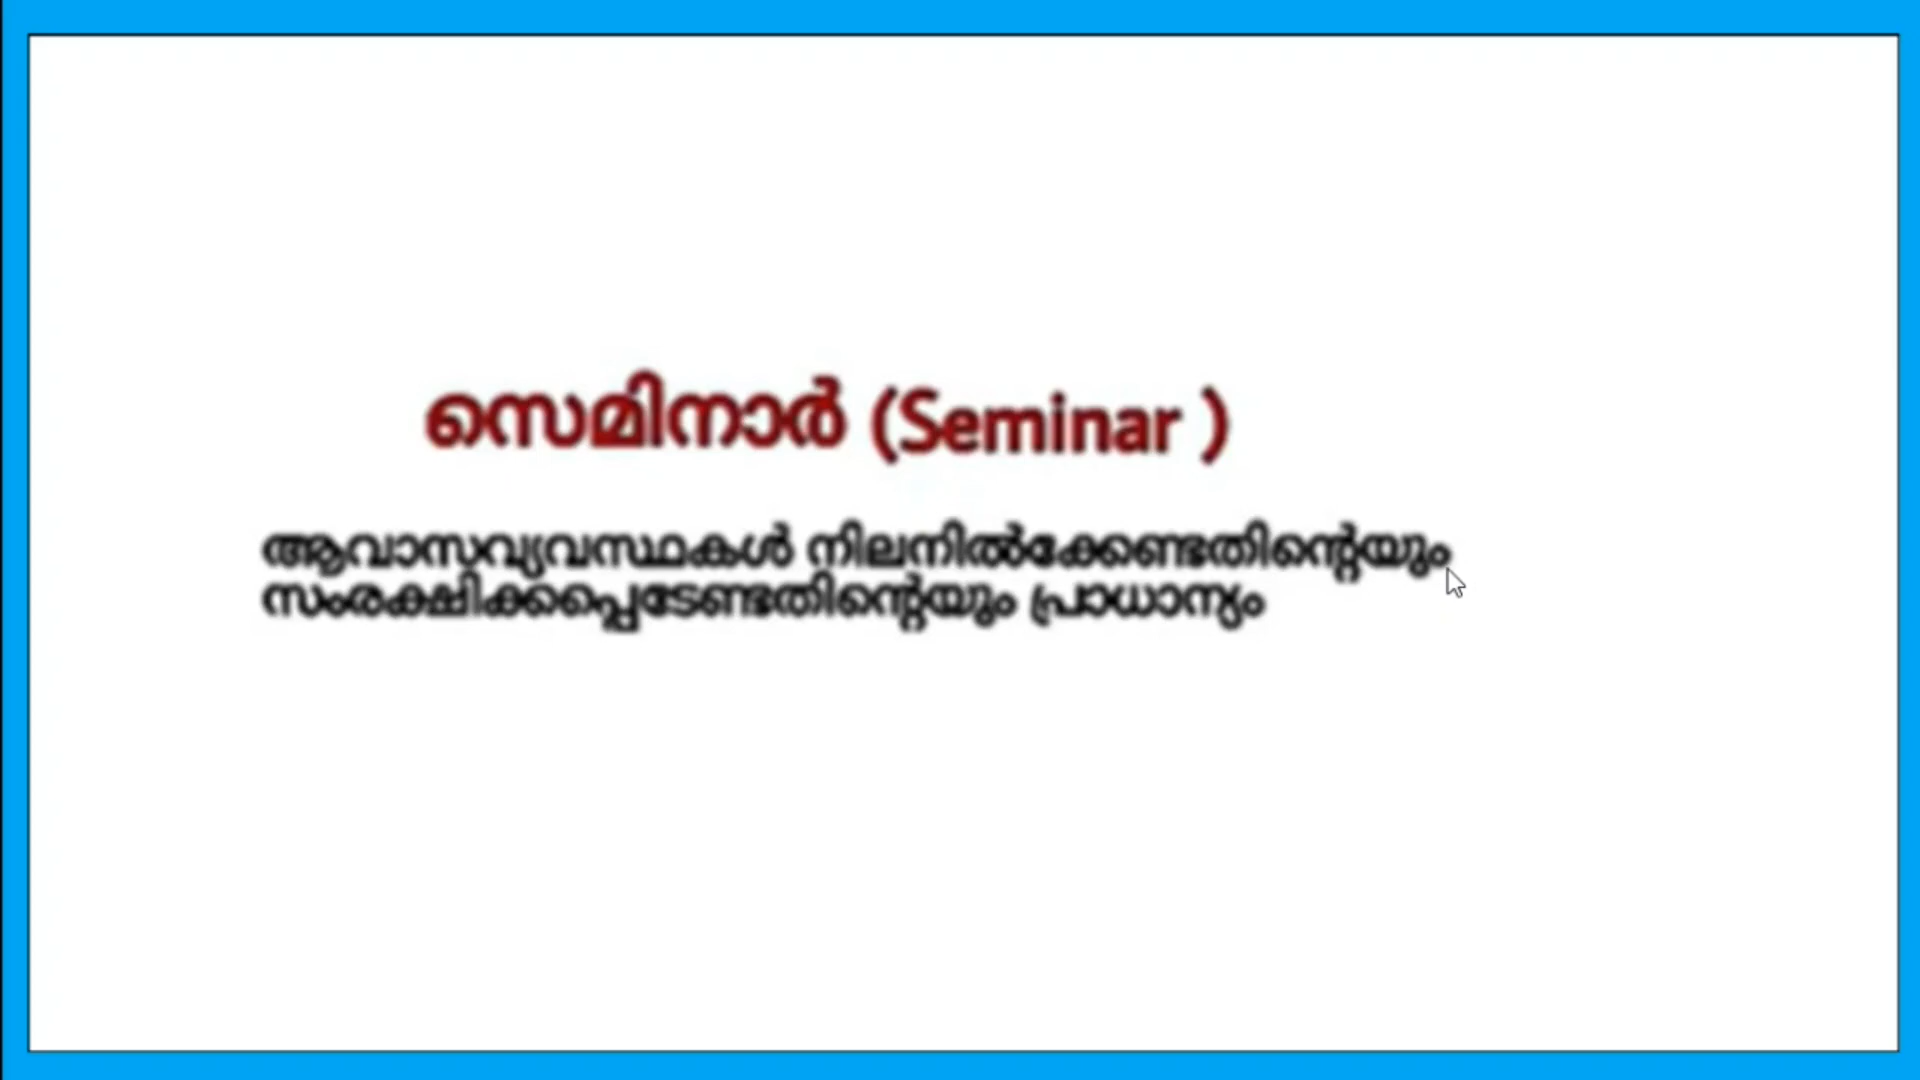 സെമിനാർ (Seminar )
ആവാസവ്യവസ്ഥകൾ നിലനിൽക്കേണ്ടതിന്റെയും
സംരക്ഷിക്കപ്പെടേണ്ടതിന്റെയും പ്രാധാന്യം